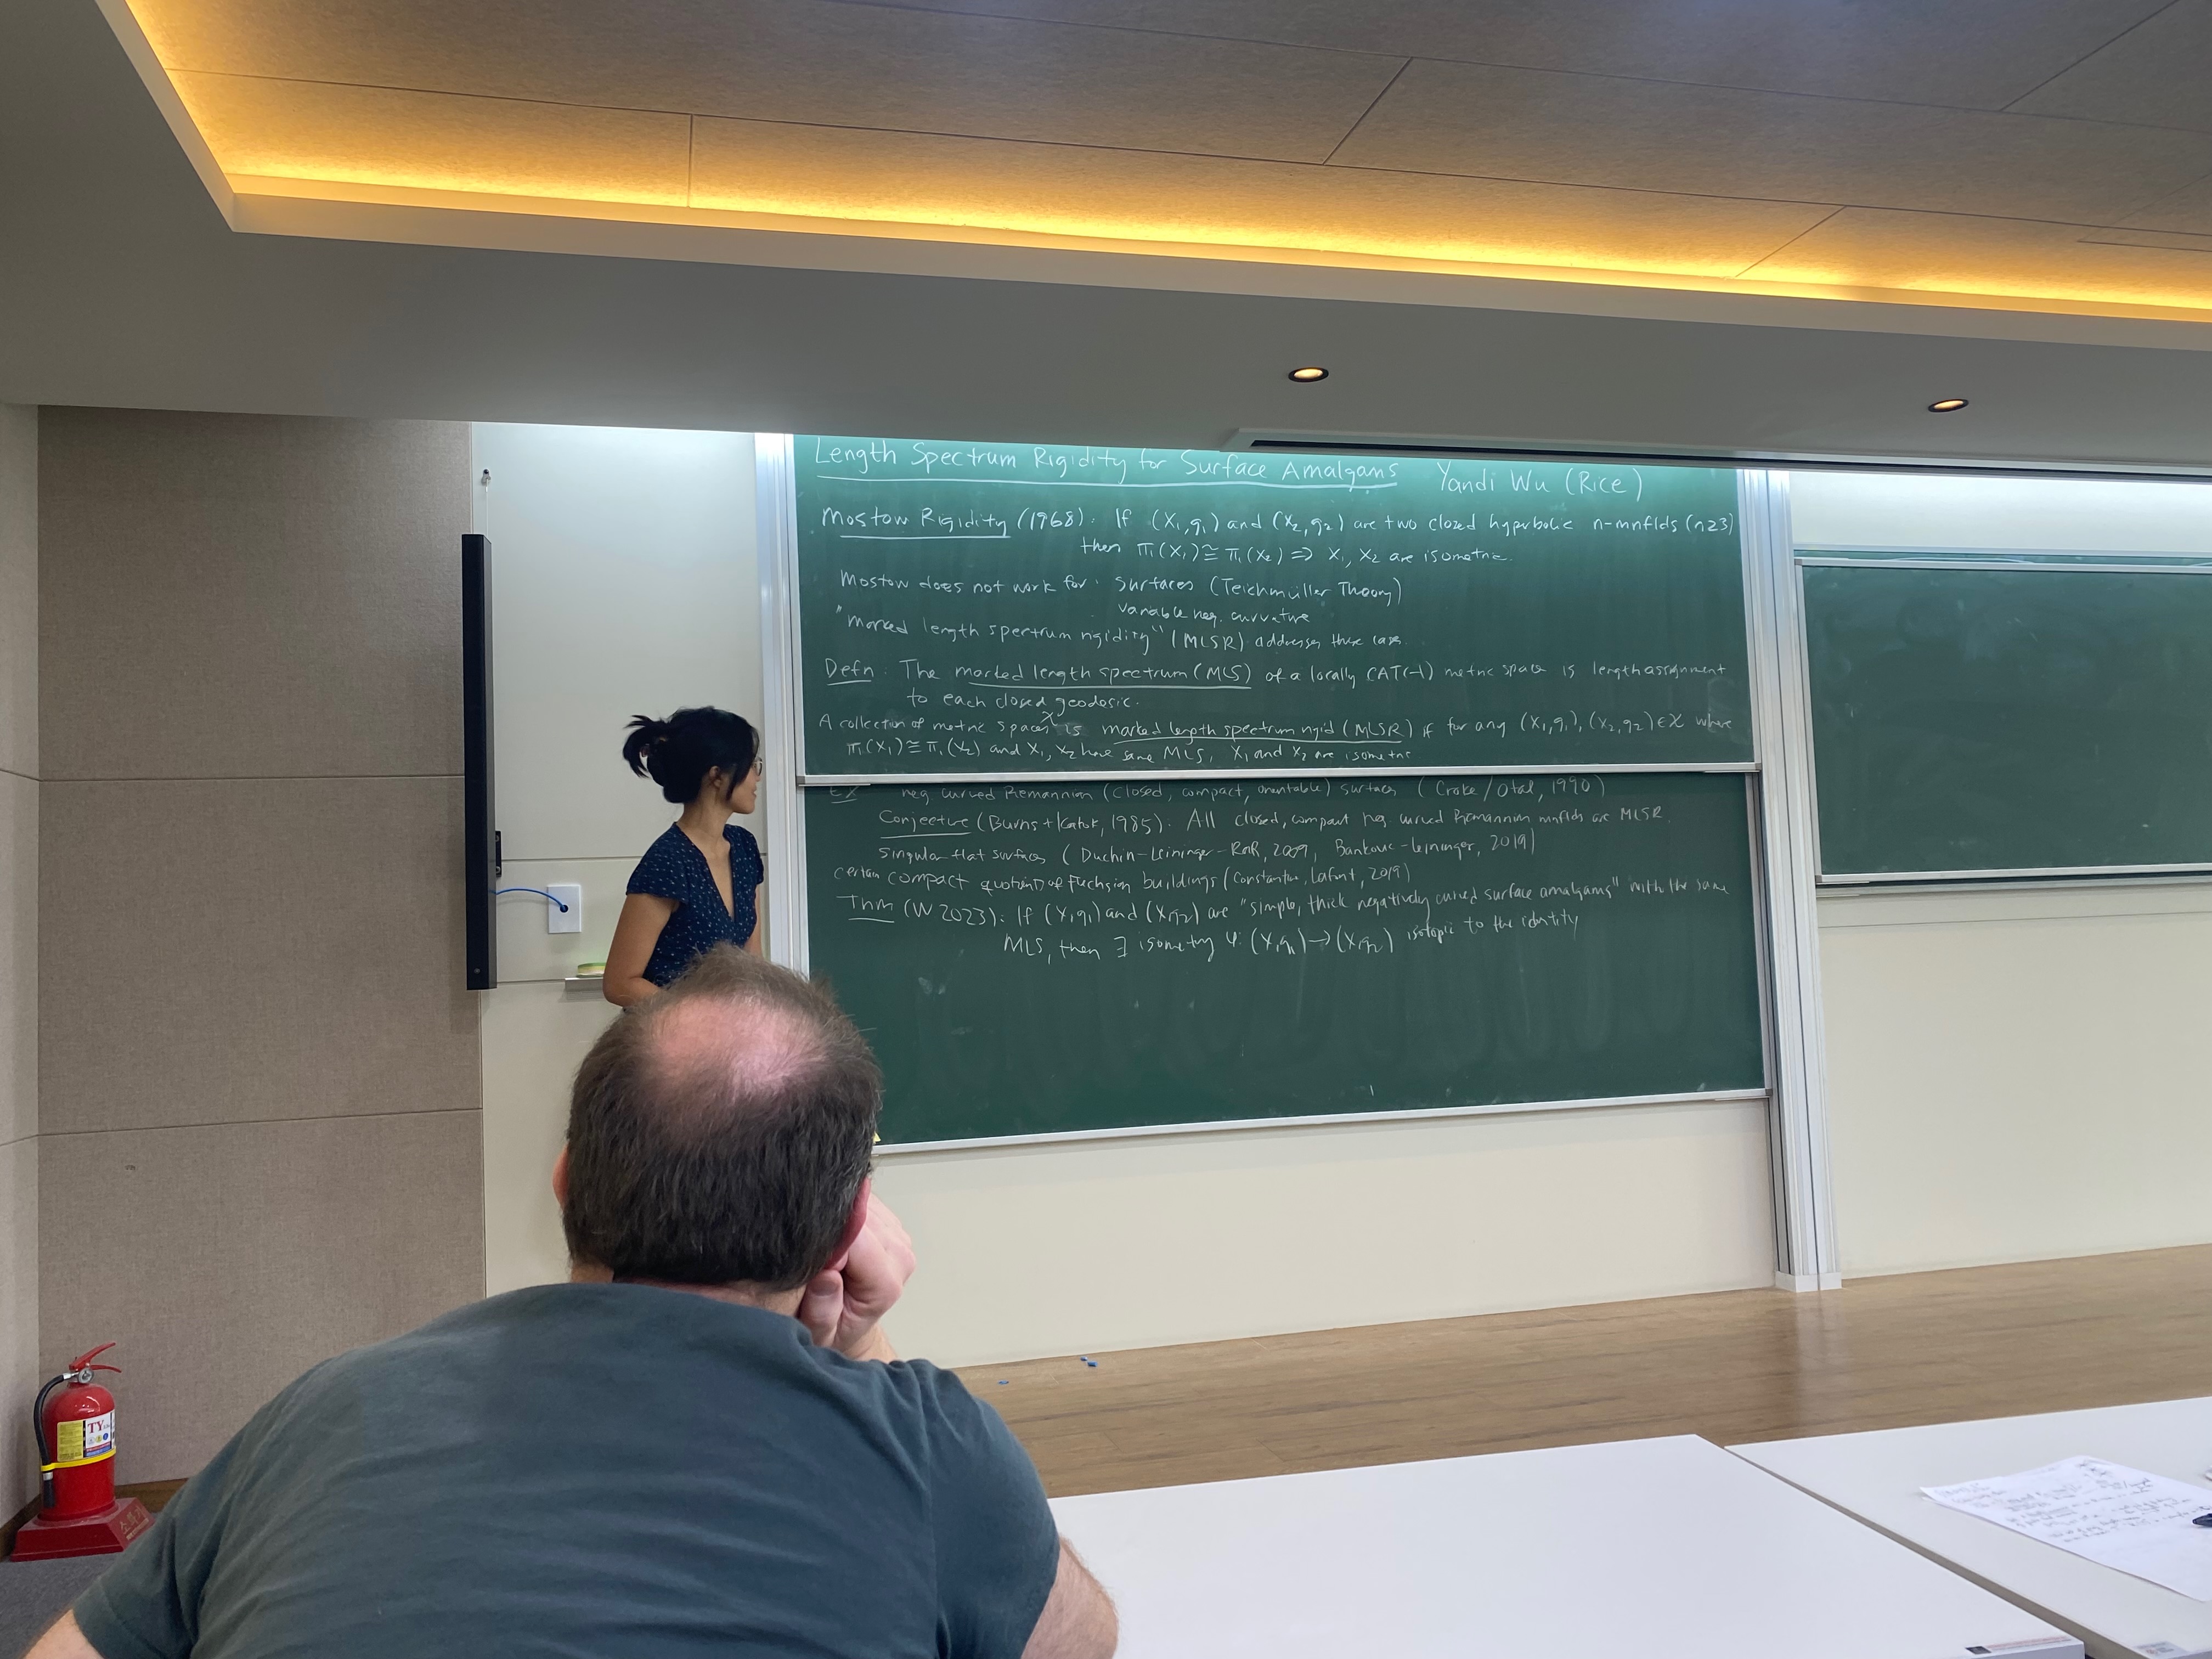 Length Spectrum Rigidity for Surface Amalgams Yandi Wu (Rice)
Mostow Rigidity (1968): If (X₁,g₁) and (X₂,g₂) are two closed hyperbolic n-mnflds (n≥3)
then π₁(X₁)≅π₁(X₂) ⇒ X₁, X₂ are isometric.
Mostow does not work for: surfaces (Teichmüller Theory)
variable neg. curvature
"Marked length spectrum rigidity" (MLSR) addresses these cases.
Defn: The marked length spectrum (MLS) of a locally CAT(-1) metric space is length assignment
to each closed geodesic.
A collection of metric spaces X is marked length spectrum rigid (MLSR) if for any (X₁,g₁), (X₂,g₂)∈X where
π₁(X₁)≅π₁(X₂) and X₁, X₂ have same MLS, X₁ and X₂ are isometric
EX neg. curved Riemannian (closed, compact, orientable) surfaces (Croke/Otal, 1990)
Conjecture (Burns+Katok, 1985): All closed, compact neg. curved Riemannian mnflds are MLSR.
singular flat surfaces (Duchin-Leininger-Rafi, 2009, Bankovic-Leininger, 2019)
certain compact quotients of Fuchsian buildings (Constantine, Lafont, 2019)
Thm (W 2023): If (X,g₁) and (X,g₂) are "simple, thick negatively curved surface amalgams" with the same
MLS, then ∃ isometry φ: (X,g₁)→(X,g₂) isotopic to the identity
TY
소화기